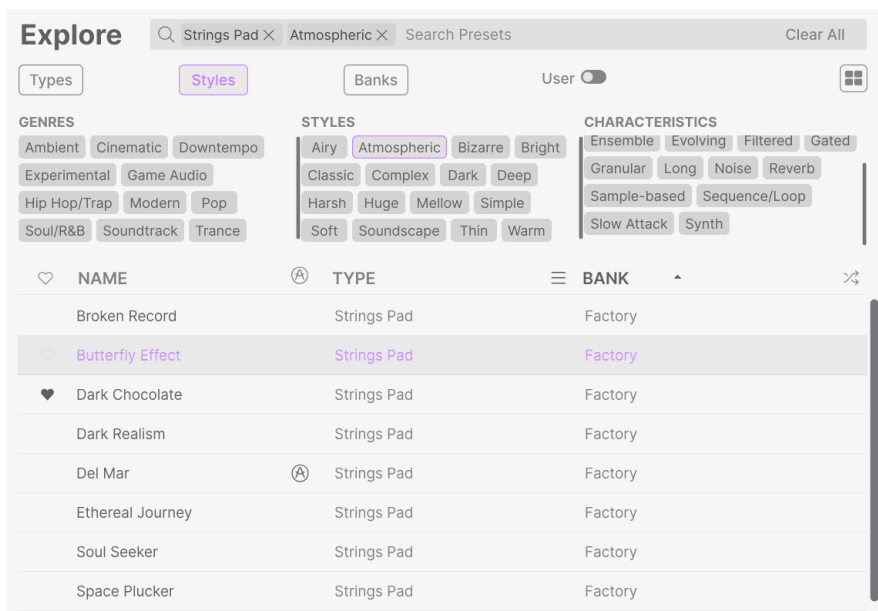 Explore Strings Pad Atmospheric Search Presets Clear All
Types Styles Banks User
GENRES
Ambient Cinematic Downtempo
Experimental Game Audio
Hip Hop/Trap Modern Pop
Soul/R&B Soundtrack Trance
STYLES
Airy Atmospheric Bizarre Bright
Classic Complex Dark Deep
Harsh Huge Mellow Simple
Soft Soundscape Thin Warm
CHARACTERISTICS
Ensemble Evolving Filtered Gated
Granular Long Noise Reverb
Sample-based Sequence/Loop
Slow Attack Synth
NAME TYPE BANK
Broken Record Strings Pad Factory
Butterfly Effect Strings Pad Factory
Dark Chocolate Strings Pad Factory
Dark Realism Strings Pad Factory
Del Mar Strings Pad Factory
Ethereal Journey Strings Pad Factory
Soul Seeker Strings Pad Factory
Space Plucker Strings Pad Factory